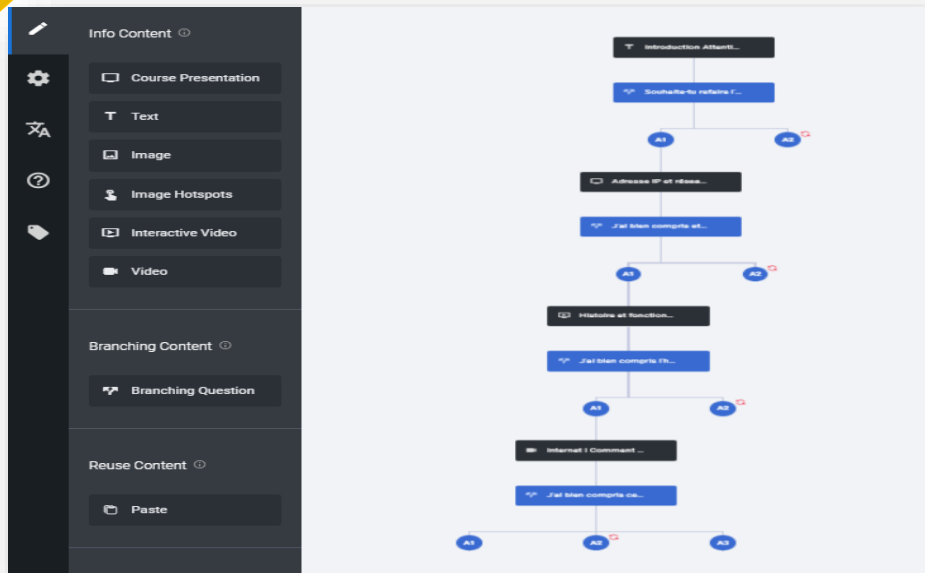 Info Content
Course Presentation
Text
Image
Image Hotspots
Interactive Video
Video
Branching Content
Branching Question
Reuse Content
Paste
Introduction Attenti...
Souhaite-tu refaire l'...
A1
A2
Adresse IP et résea...
J'ai bien compris et...
A1
A2
Histoire et fonction...
J'ai bien compris l'h...
A1
A2
Internet ! Comment ...
J'ai bien compris ce...
A1
A2
A3